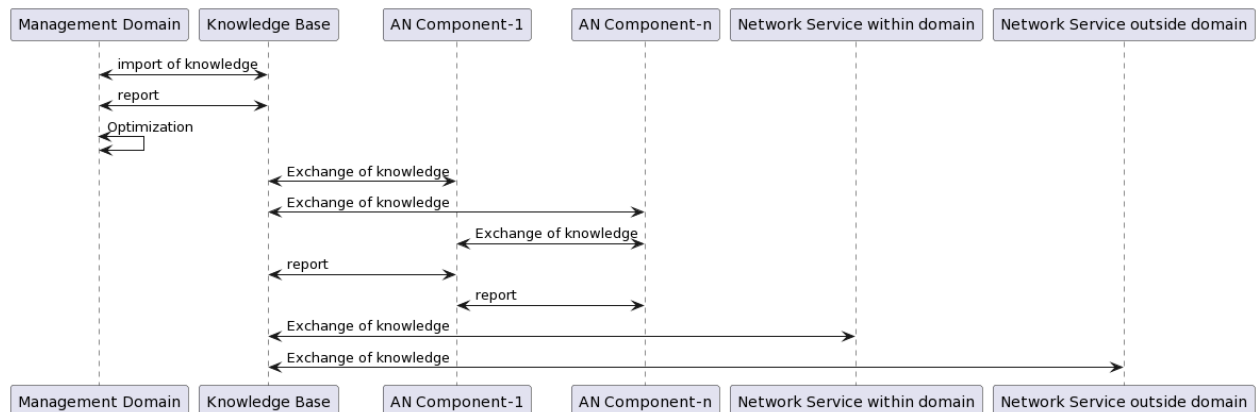 Management Domain Knowledge Base AN Component-1 AN Component-n Network Service within domain Network Service outside domain
import of knowledge
report
Optimization
Exchange of knowledge
Exchange of knowledge
Exchange of knowledge
report
report
Exchange of knowledge
Exchange of knowledge
Management Domain Knowledge Base AN Component-1 AN Component-n Network Service within domain Network Service outside domain